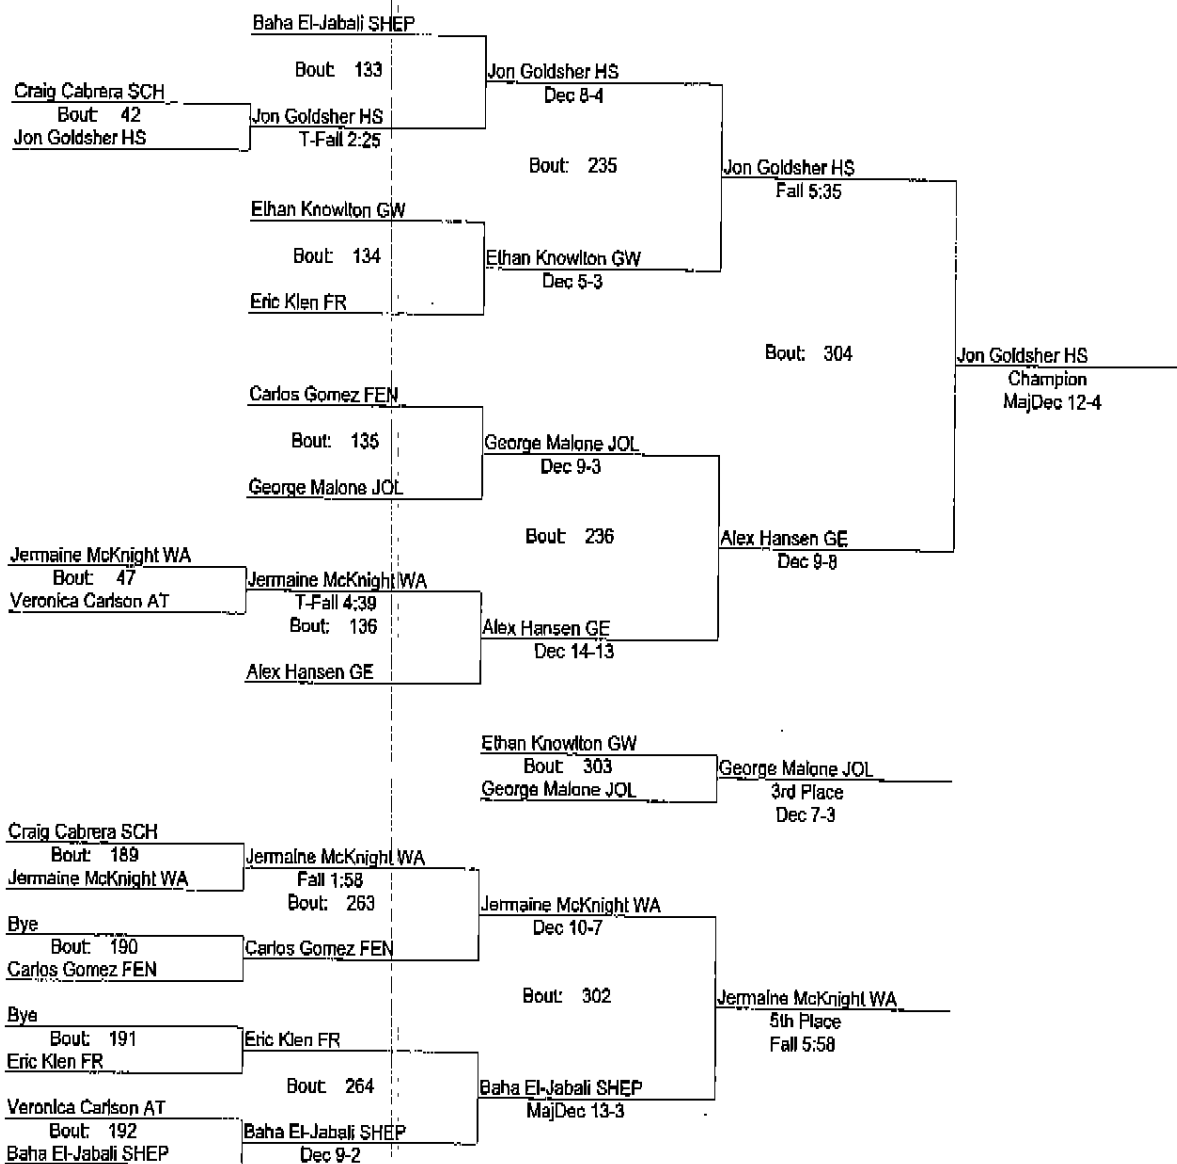 Baha El-Jabali SHEP
Bout: 133
Jon Goldsher HS
Dec 8-4
Craig Cabrera SCH
Bout: 42
Jon Goldsher HS
Jon Goldsher HS
T-Fall 2:25
Bout: 235
Jon Goldsher HS
Fall 5:35
Ethan Knowlton GW
Bout: 134
Ethan Knowlton GW
Dec 5-3
Eric Klen FR
Bout: 304
Jon Goldsher HS
Champion
MajDec 12-4
Carlos Gomez FEN
Bout: 135
George Malone JOL
Dec 9-3
George Malone JOL
Bout: 236
Alex Hansen GE
Dec 9-8
Jermaine McKnight WA
Bout: 47
Veronica Carlson AT
Jermaine McKnight WA
T-Fall 4:39
Bout: 136
Alex Hansen GE
Dec 14-13
Alex Hansen GE
Ethan Knowlton GW
Bout: 303
George Malone JOL
George Malone JOL
3rd Place
Dec 7-3
Craig Cabrera SCH
Bout: 189
Jermaine McKnight WA
Jermaine McKnight WA
Fall 1:58
Bout: 263
Jermaine McKnight WA
Dec 10-7
Bye
Bout: 190
Carlos Gomez FEN
Carlos Gomez FEN
Bout: 302
Jermaine McKnight WA
5th Place
Fall 5:58
Bye
Bout: 191
Eric Klen FR
Eric Klen FR
Bout: 264
Baha El-Jabali SHEP
MajDec 13-3
Veronica Carlson AT
Bout: 192
Baha El-Jabali SHEP
Baha El-Jabali SHEP
Dec 9-2